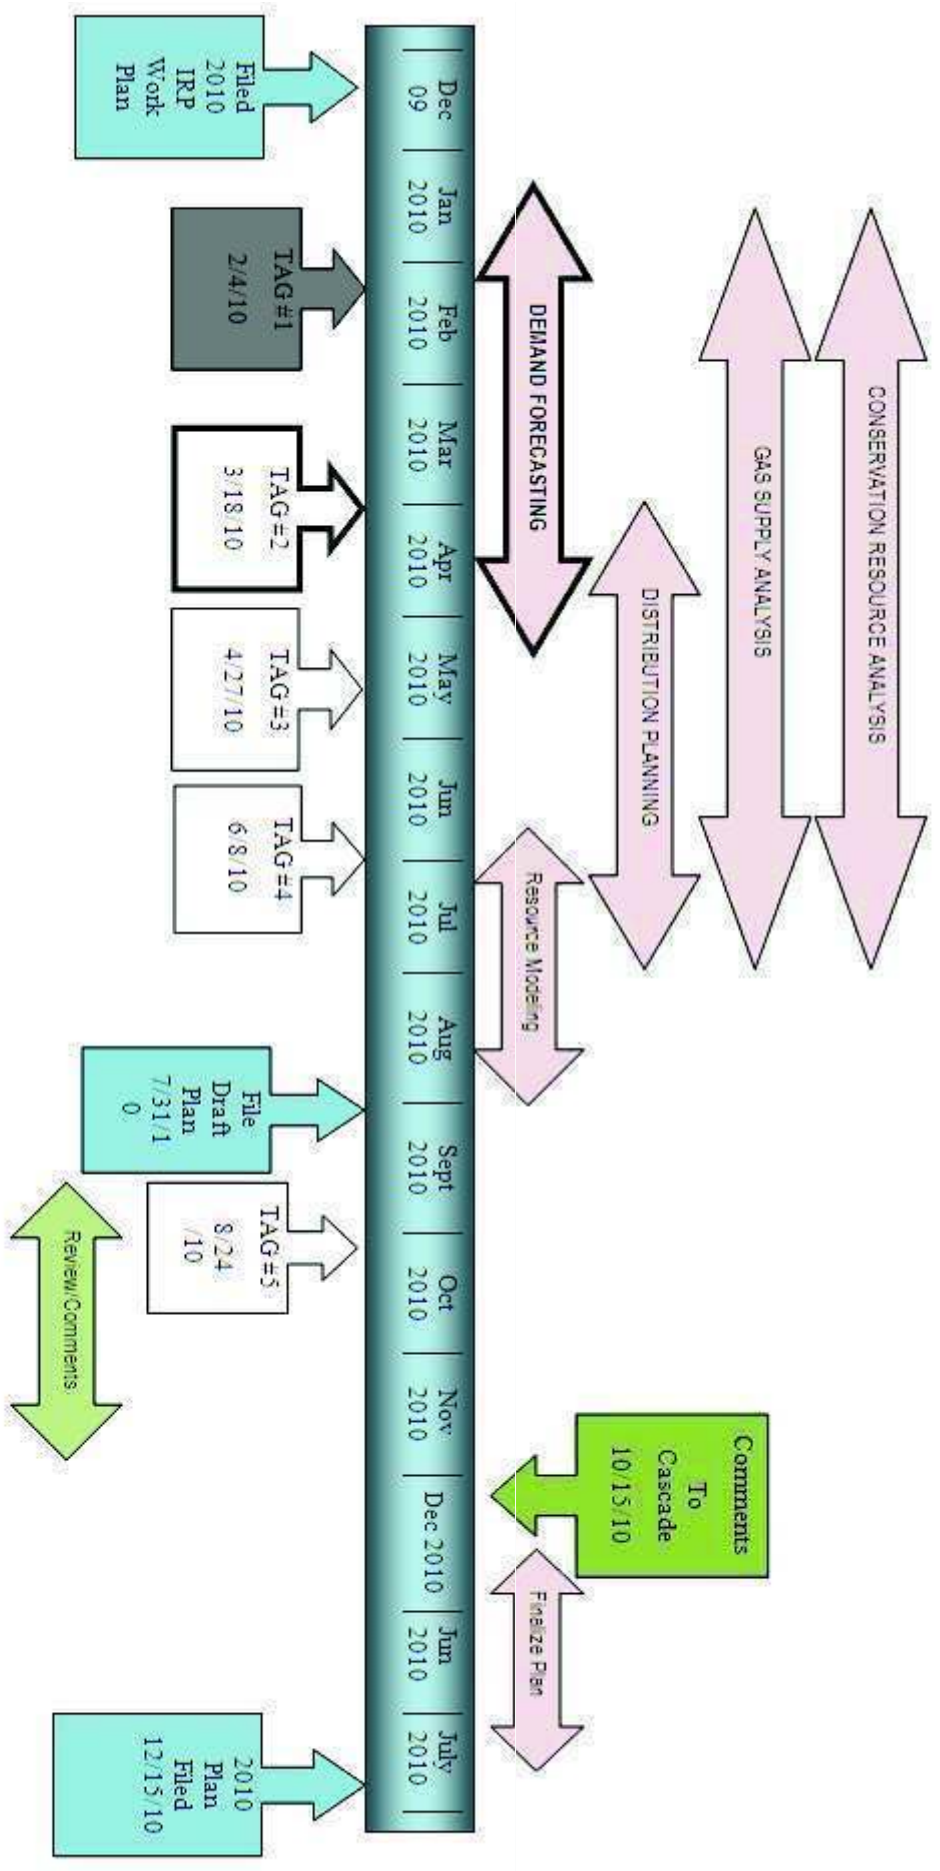 CONSERVATION RESOURCE ANALYSIS
GAS SUPPLY ANALYSIS
DISTRIBUTION PLANNING
DEMAND FORECASTING
Resource Modeling
Comments
To
Cascade
10/15/10
Finalize Plan
Dec
09
Jan
2010
Feb
2010
Mar
2010
Apr
2010
May
2010
Jun
2010
Jul
2010
Aug
2010
Sept
2010
Oct
2010
Nov
2010
Dec 2010
Jun
2010
July
2010
Filed
2010
IRP
Work
Plan
TAG#1
2/4/10
TAG#2
3/18/10
TAG#3
4/27/10
TAG#4
6/8/10
File
Draft
Plan
7/31/1
0
TAG#5
8/24
/10
Review/Comments
2010
Plan
Filed
12/15/10